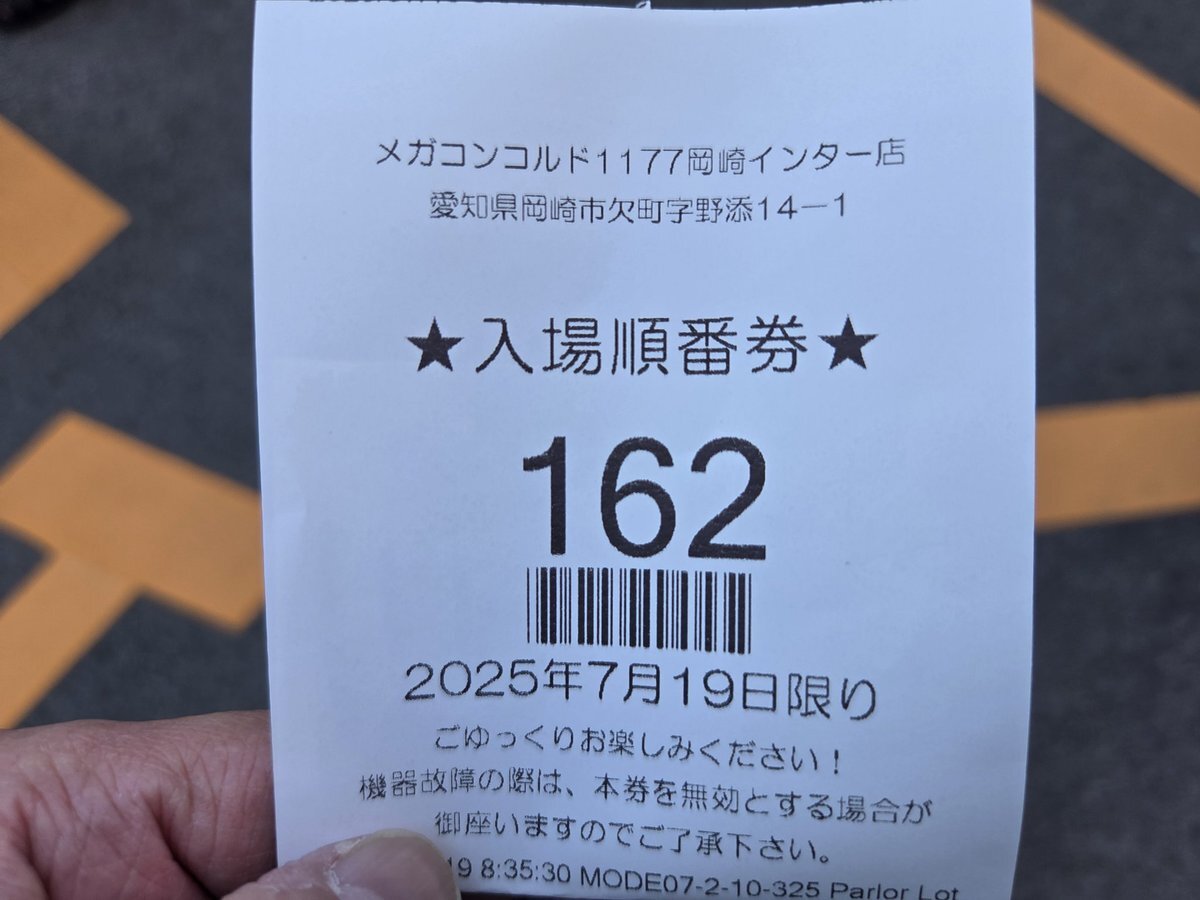 メガコンコルド1177岡崎インター店
愛知県岡崎市欠町字野添14ー1
★入場順番券★
162
2025年7月19日限り
ごゆっくりお楽しみください！
機器故障の際は、本券を無効とする場合が
御座いますのでご了承下さい。
19 8:35:30 MODE07-2-10-325 Parlor Lot